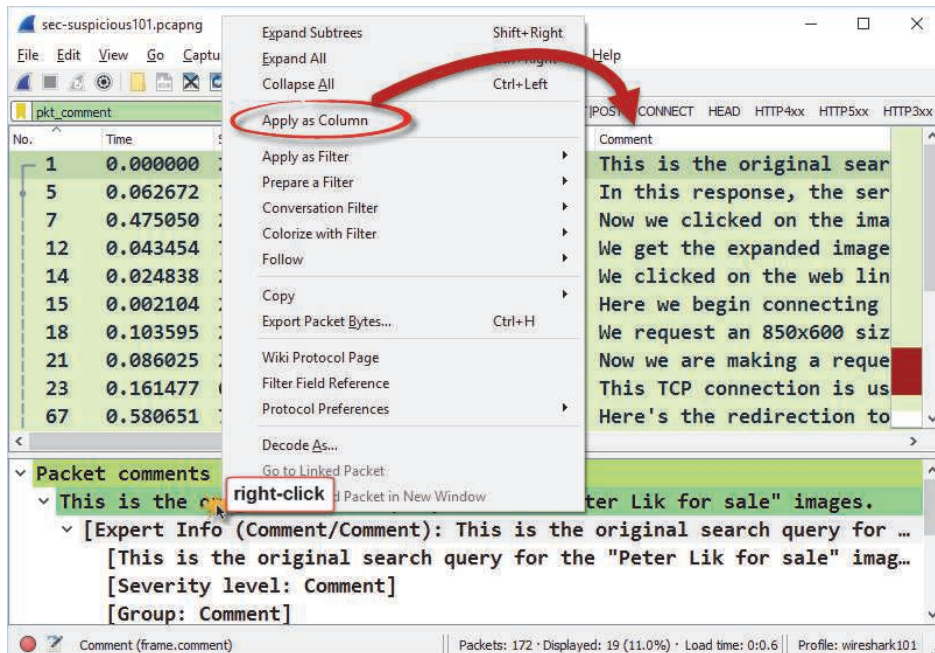 sec-suspicious101.pcapng
File Edit View Go Captu Help
pkt_comment POST CONNECT HEAD HTTP4xx HTTP5xx HTTP3xx
No. Time Comment
1 0.000000 This is the original sear
5 0.062672 In this response, the ser
7 0.475050 Now we clicked on the ima
12 0.043454 We get the expanded image
14 0.024838 We clicked on the web lin
15 0.002104 Here we begin connecting
18 0.103595 We request an 850x600 siz
21 0.086025 Now we are making a reque
23 0.161477 This TCP connection is us
67 0.580651 Here's the redirection to
Expand Subtrees Shift+Right
Expand All
Collapse All Ctrl+Left
Apply as Column
Apply as Filter
Prepare a Filter
Conversation Filter
Colorize with Filter
Follow
Copy
Export Packet Bytes... Ctrl+H
Wiki Protocol Page
Filter Field Reference
Protocol Preferences
Decode As...
Go to Linked Packet
Packet in New Window
right-click
Packet comments
This is the ter Lik for sale" images.
[Expert Info (Comment/Comment): This is the original search query for …
[This is the original search query for the "Peter Lik for sale" imag…
[Severity level: Comment]
[Group: Comment]
Comment (frame.comment) Packets: 172 · Displayed: 19 (11.0%) · Load time: 0:0.6 Profile: wireshark101